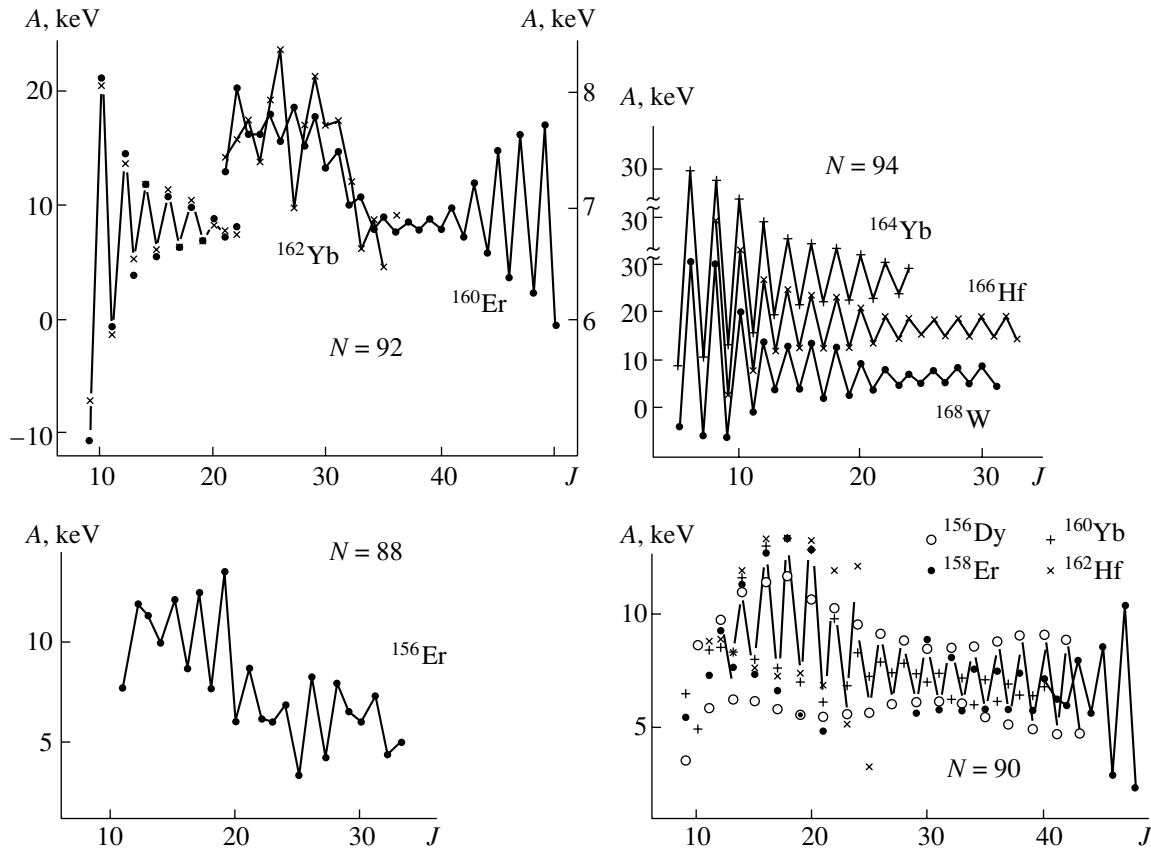 A, keV
A, keV
20
10
0
−10
8
7
6
¹⁶²Yb
¹⁶⁰Er
N = 92
10 20 30 40 J
A, keV
30
30
30
20
10
0
N = 94
¹⁶⁴Yb
¹⁶⁶Hf
¹⁶⁸W
10 20 30 J
A, keV
10
5
N = 88
¹⁵⁶Er
10 20 30 J
A, keV
10
5
¹⁵⁶Dy ¹⁶⁰Yb
¹⁵⁸Er ¹⁶²Hf
N = 90
10 20 30 40 J